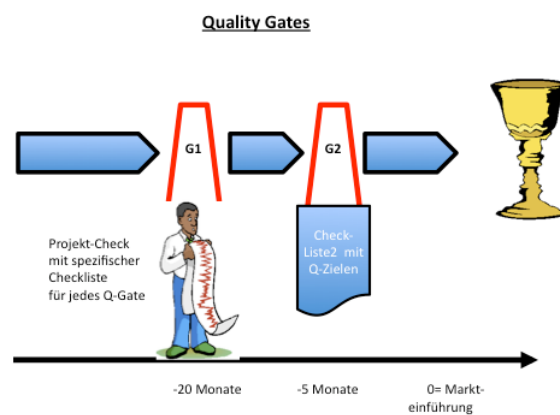 Quality Gates
G1
G2
Projekt-Check
mit spezifischer
Checkliste
für jedes Q-Gate
Check-
Liste2 mit
Q-Zielen
-20 Monate
-5 Monate
0= Markt-
einführung